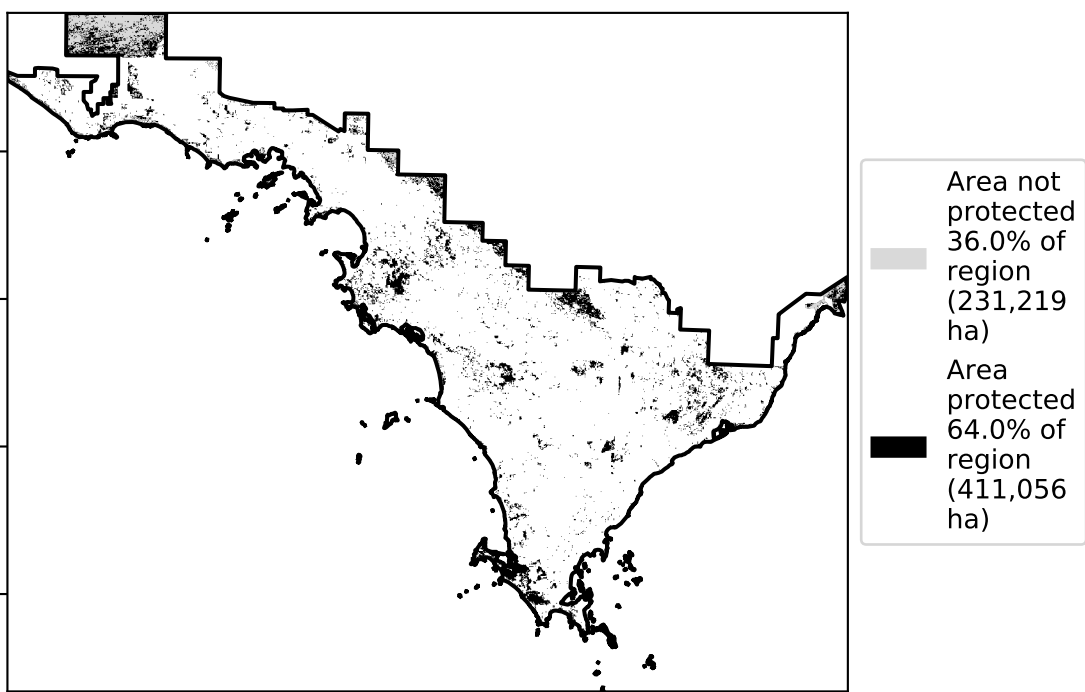 Area not
protected
36.0% of
region
(231,219
ha)
Area
protected
64.0% of
region
(411,056
ha)